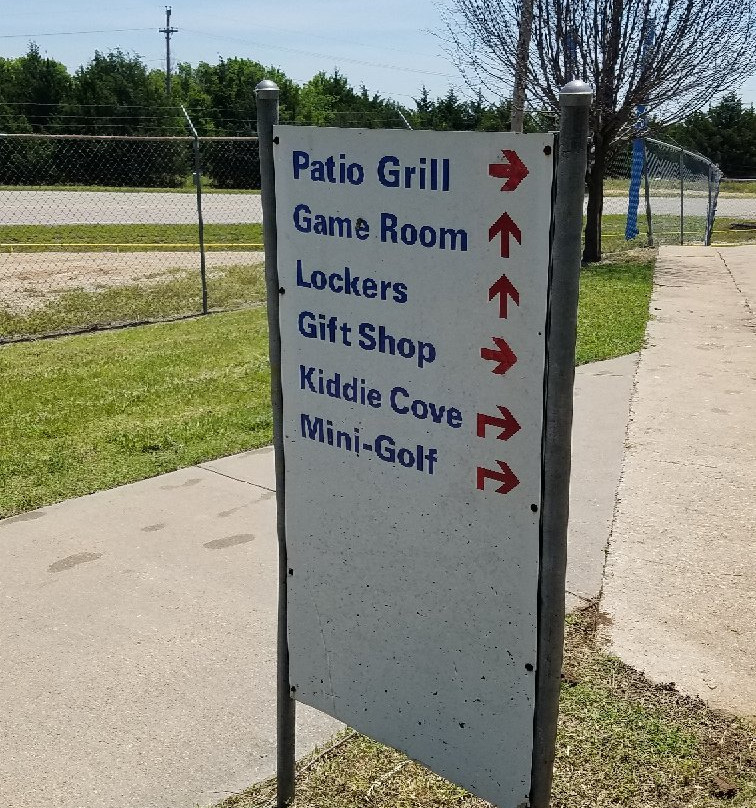 Patio Grill →
Game Room ↑
Lockers ↑
Gift Shop →
Kiddie Cove ↱
Mini-Golf ↱